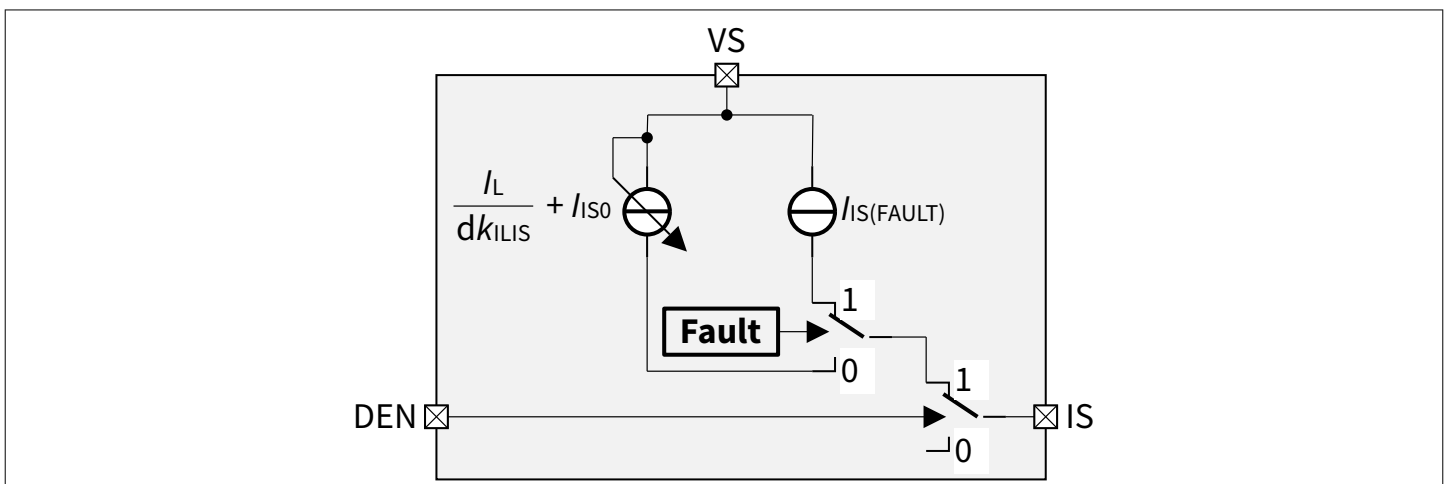 VS
IL
dkILIS
+ IIS0
IIS(FAULT)
1
Fault
0
1
DEN
IS
0